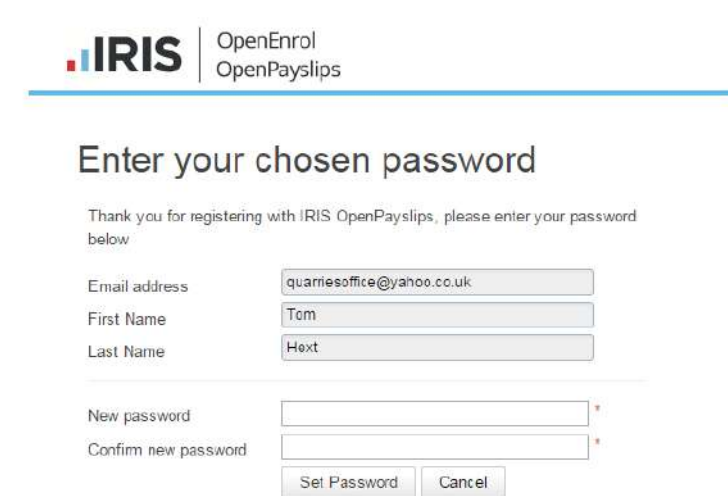 IRIS
OpenEnrol
OpenPayslips
Enter your chosen password
Thank you for registering with IRIS OpenPayslips, please enter your password
below
Email address quarriesoffice@yahoo.co.uk
First Name Tom
Last Name Hext
New password *
Confirm new password *
Set Password Cancel